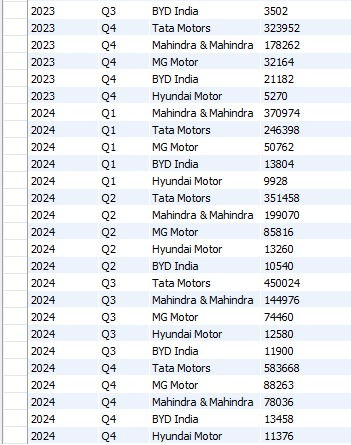 2023 Q3 BYD India 3502
2023 Q4 Tata Motors 323952
2023 Q4 Mahindra & Mahindra 178262
2023 Q4 MG Motor 32164
2023 Q4 BYD India 21182
2023 Q4 Hyundai Motor 5270
2024 Q1 Mahindra & Mahindra 370974
2024 Q1 Tata Motors 246398
2024 Q1 MG Motor 50762
2024 Q1 BYD India 13804
2024 Q1 Hyundai Motor 9928
2024 Q2 Tata Motors 351458
2024 Q2 Mahindra & Mahindra 199070
2024 Q2 MG Motor 85816
2024 Q2 Hyundai Motor 13260
2024 Q2 BYD India 10540
2024 Q3 Tata Motors 450024
2024 Q3 Mahindra & Mahindra 144976
2024 Q3 MG Motor 74460
2024 Q3 Hyundai Motor 12580
2024 Q3 BYD India 11900
2024 Q4 Tata Motors 583668
2024 Q4 MG Motor 88263
2024 Q4 Mahindra & Mahindra 78036
2024 Q4 BYD India 13458
2024 Q4 Hyundai Motor 11376